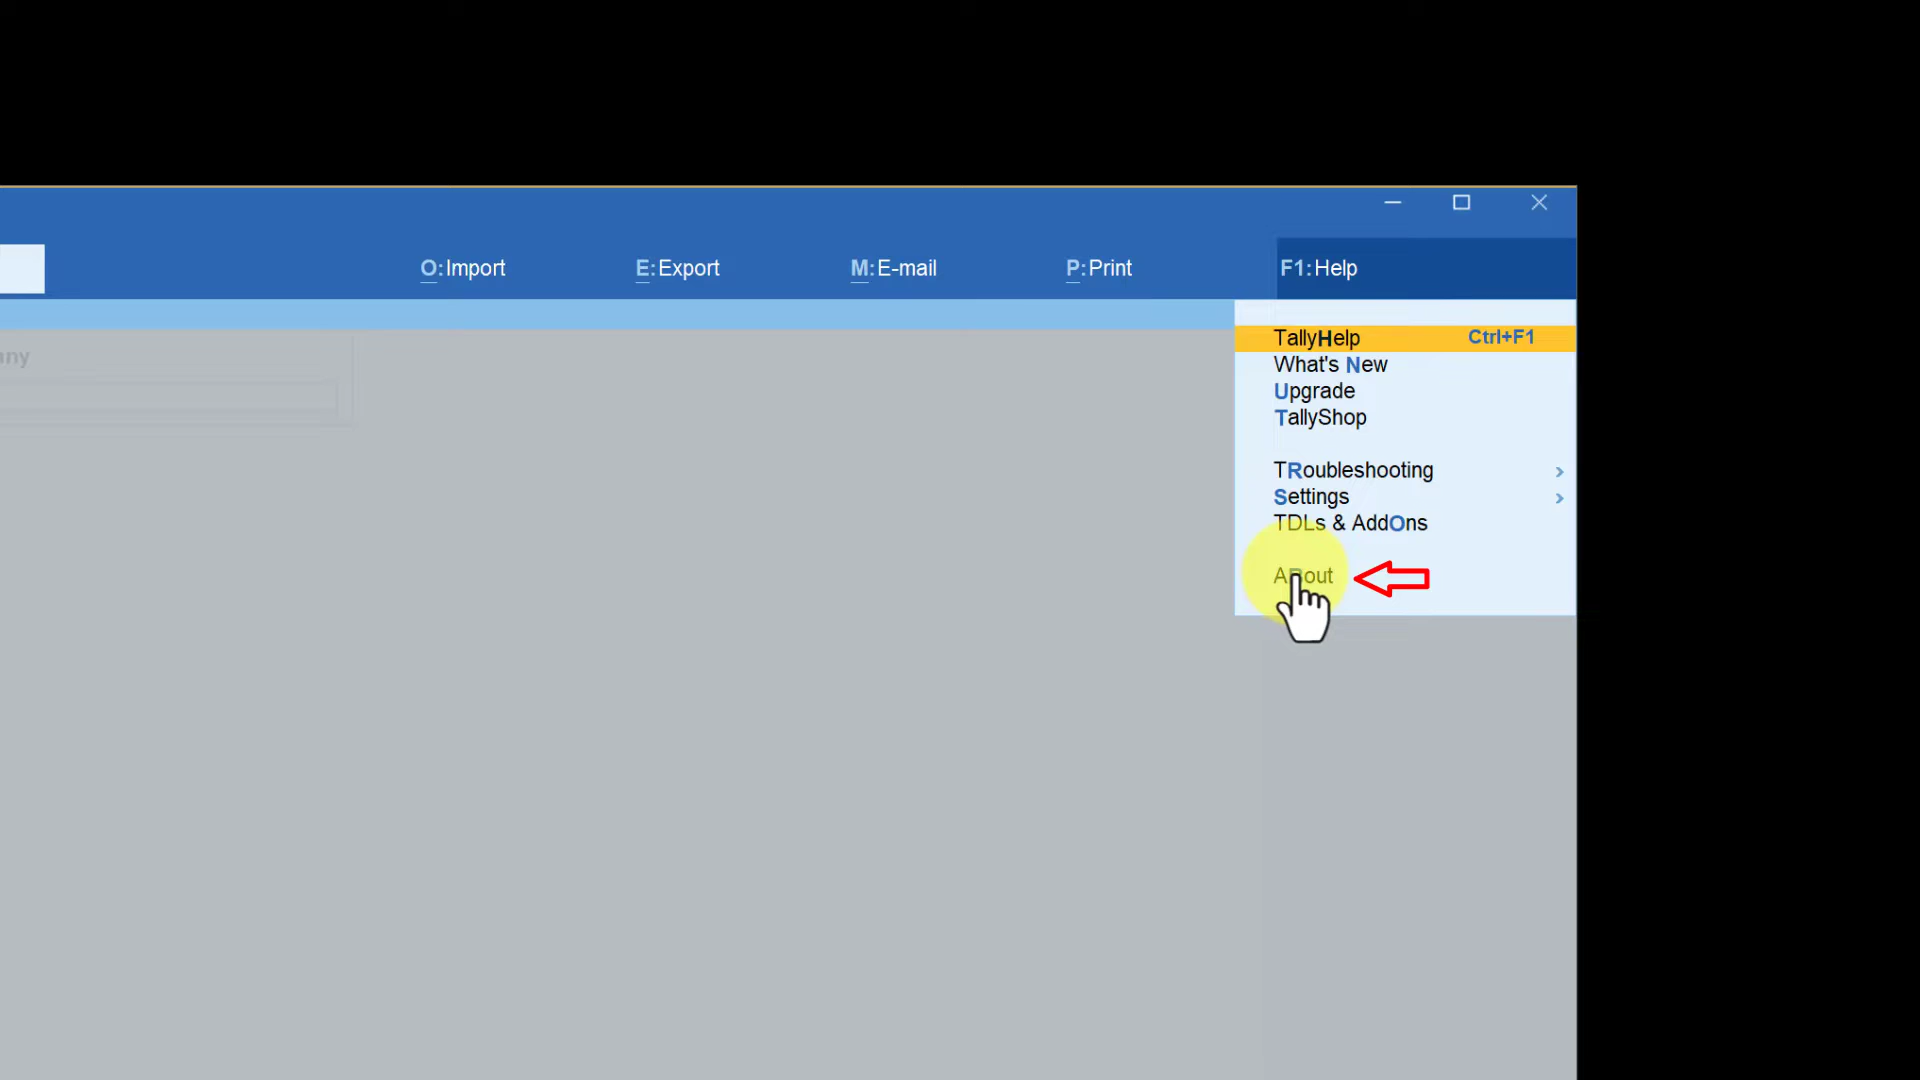 O:Import E:Export M:E-mail P:Print F1:Help
TallyHelp Ctrl+F1
What's New
Upgrade
TallyShop
TRoubleshooting
Settings
TDLs & AddOns
ABout